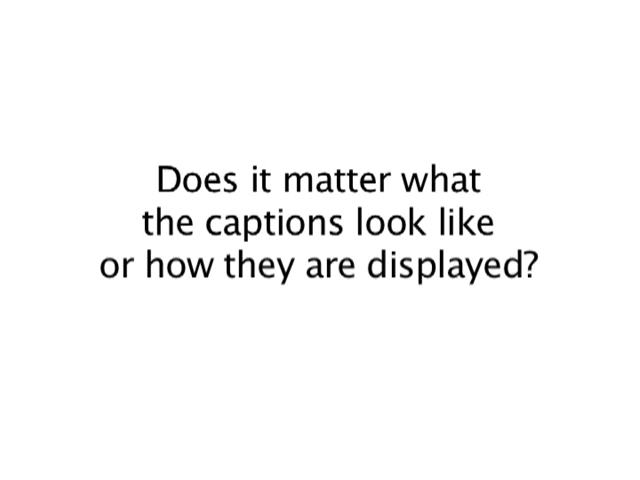 Does it matter what
the captions look like
or how they are displayed?